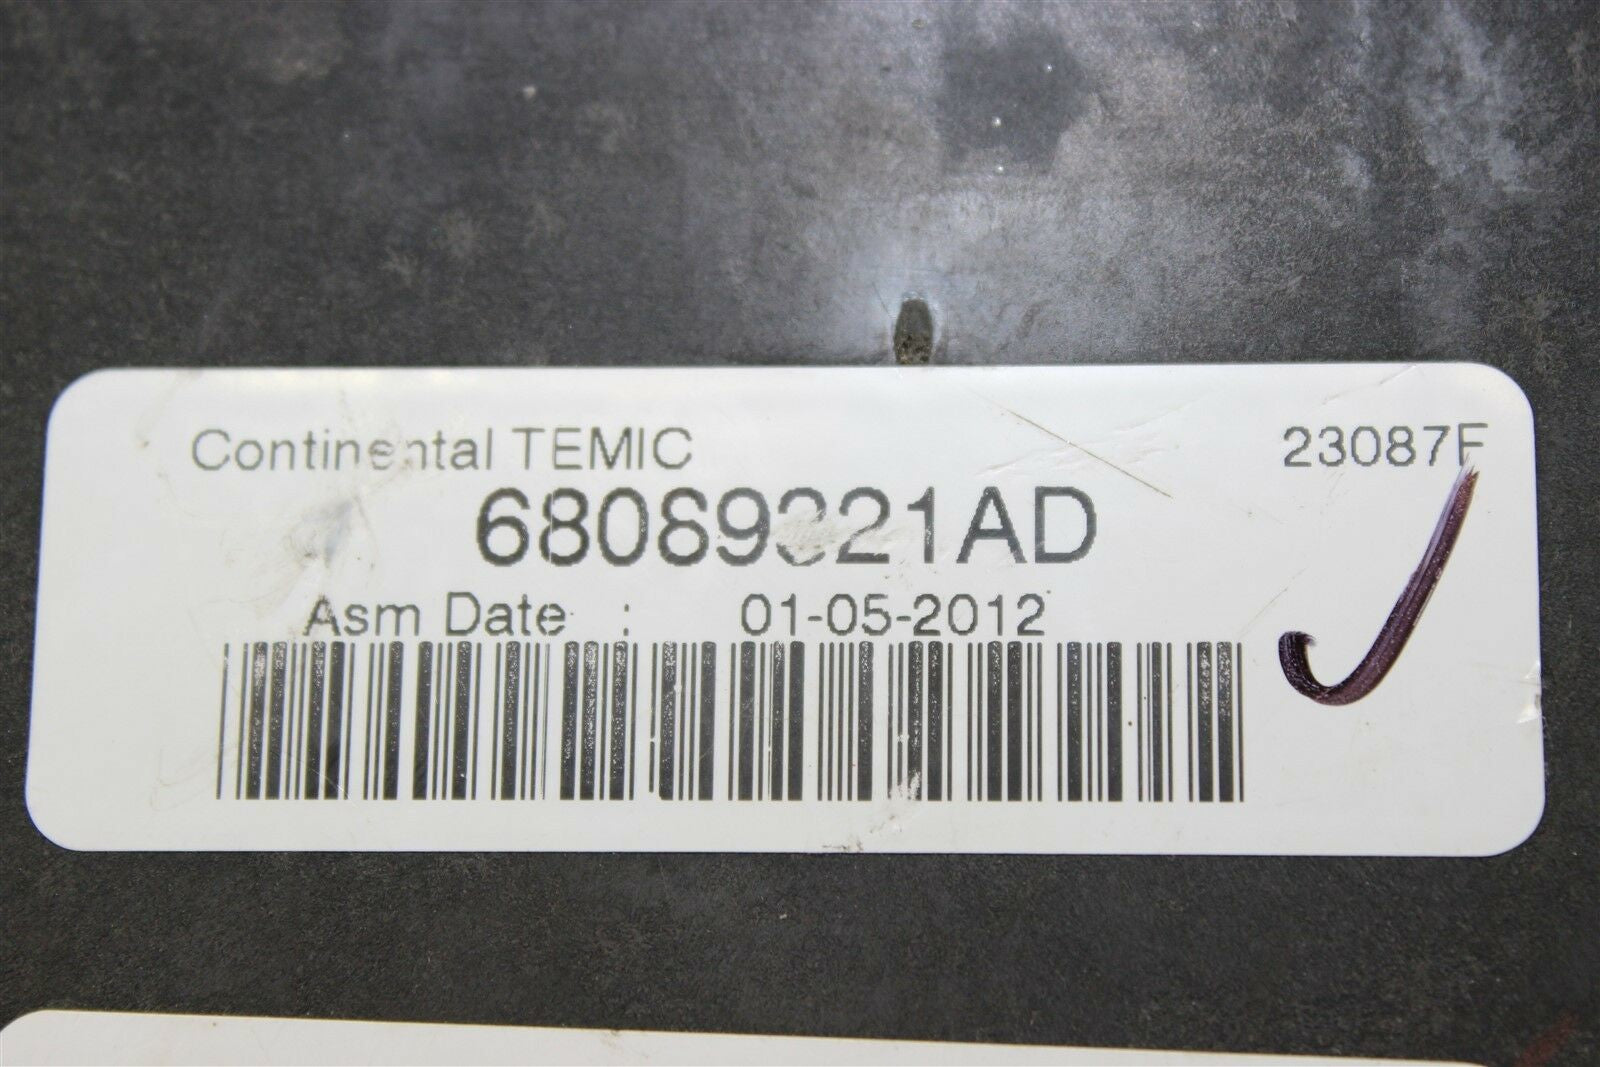 Continental TEMIC
23087F
68089321AD
Asm Date : 01-05-2012